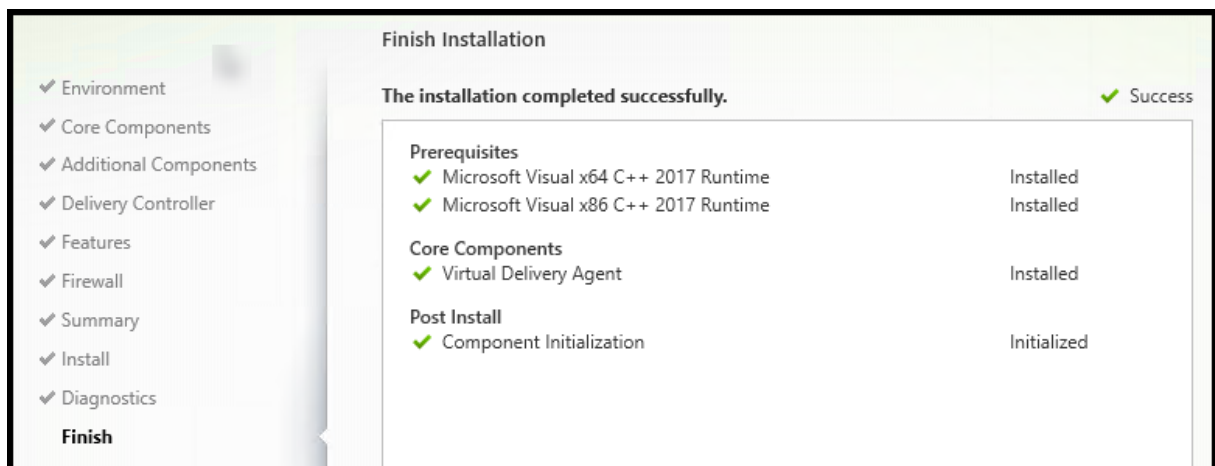 Finish Installation
Environment
Core Components
Additional Components
Delivery Controller
Features
Firewall
Summary
Install
Diagnostics
Finish
The installation completed successfully.
Success
Prerequisites
Microsoft Visual x64 C++ 2017 Runtime Installed
Microsoft Visual x86 C++ 2017 Runtime Installed
Core Components
Virtual Delivery Agent Installed
Post Install
Component Initialization Initialized